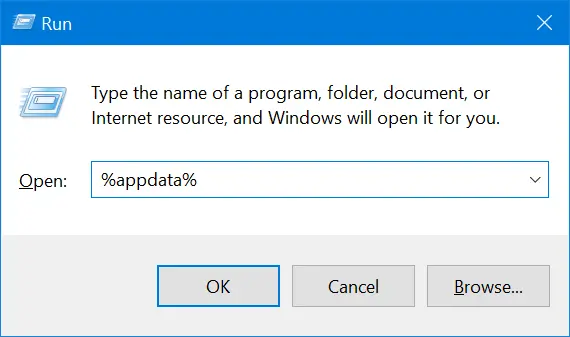 Run
Type the name of a program, folder, document, or
Internet resource, and Windows will open it for you.
Open: %appdata%
OK Cancel Browse...